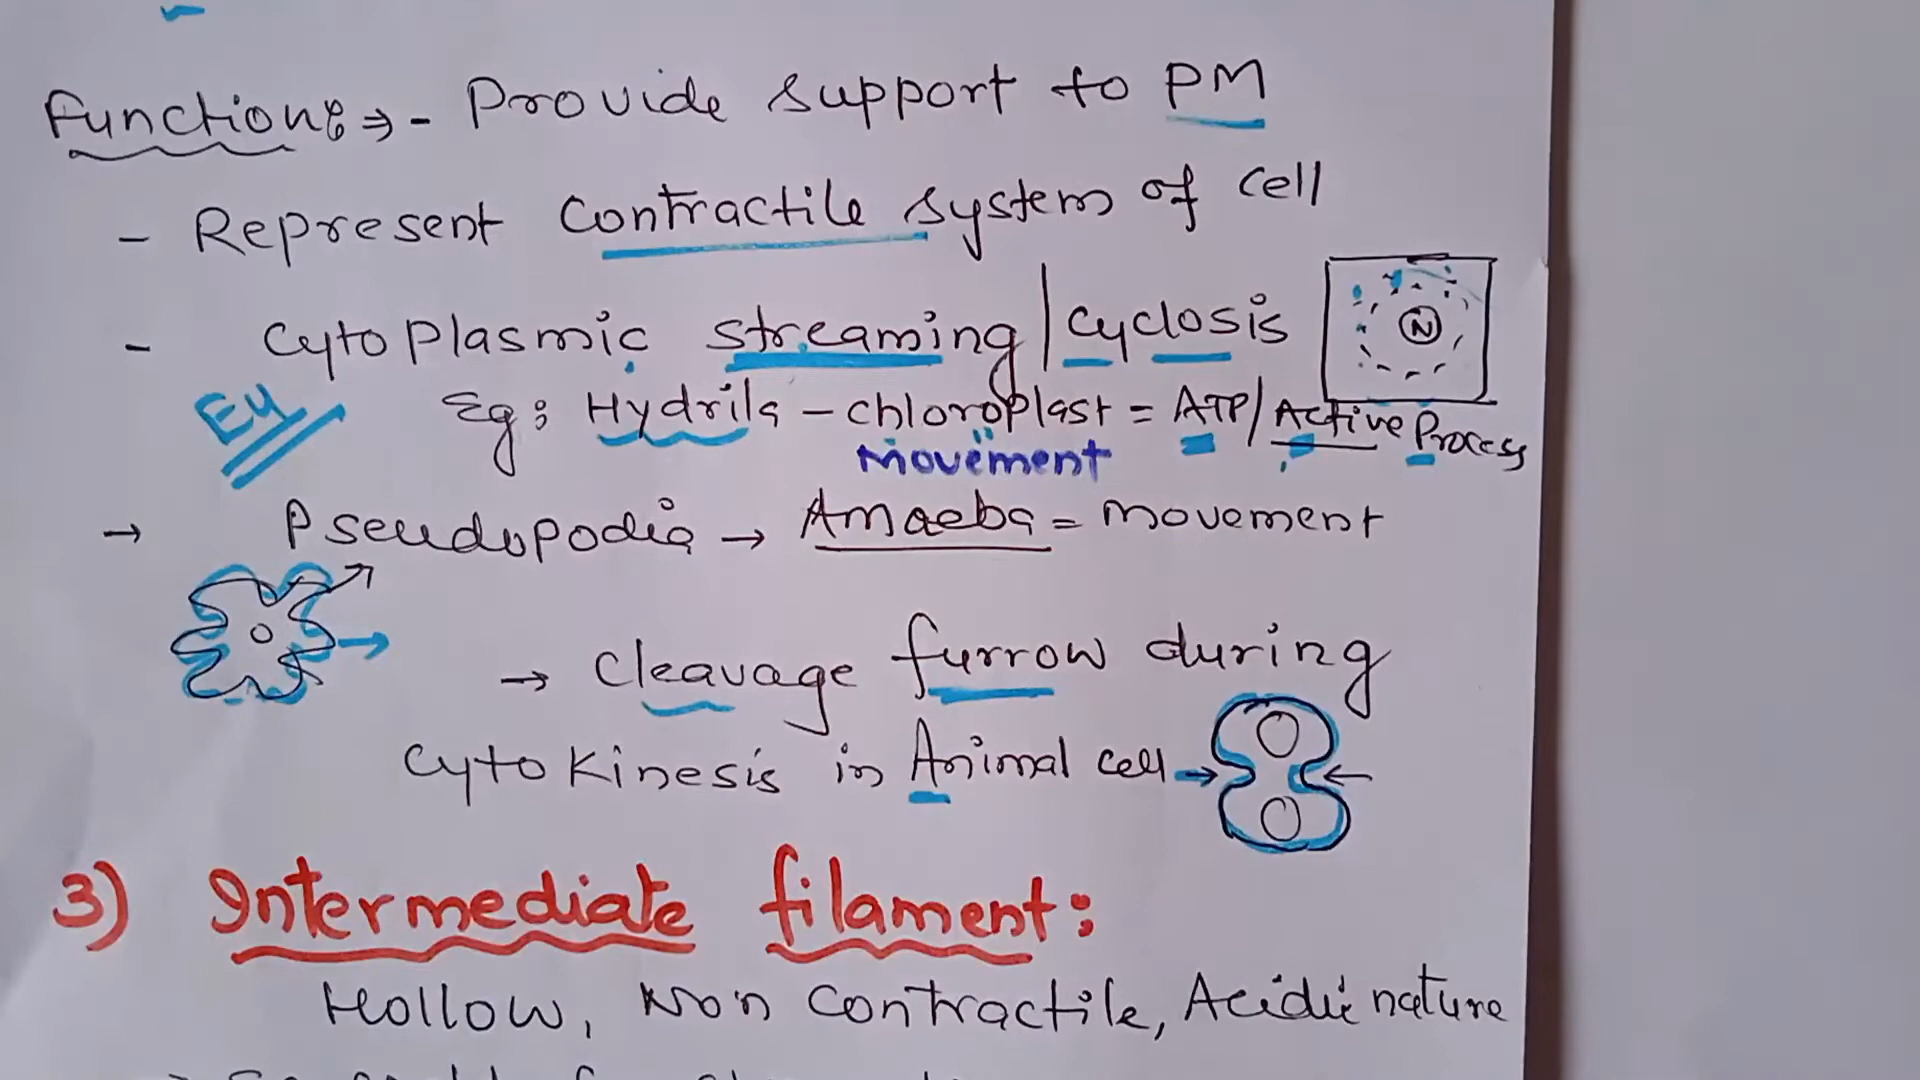 Functions ⇒ - Provide support to PM
- Represent Contractile system of cell
- Cytoplasmic streaming | Cyclosis
N
Eg: Hydrila - chloroplast = ATP/Active Process
Movement
→ Pseudopodia → Amaeba = movement
→ Cleavage furrow during
Cytokinesis in Animal cell
3) Intermediate filament:
Hollow, Non Contractile, Acidic nature